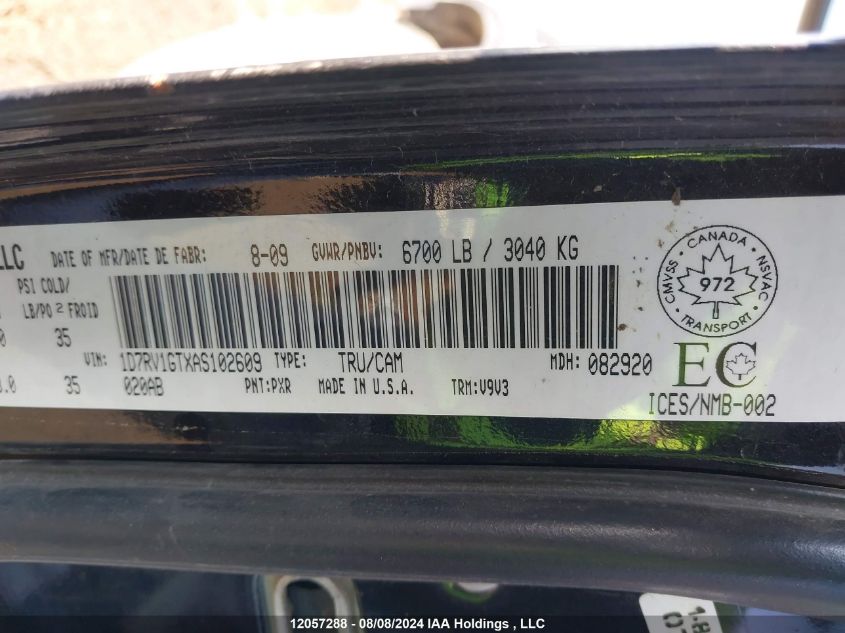 LLC DATE OF MFR/DATE DE FABR: 8-09 GVWR/PNBV: 6700 LB / 3040 KG
PSI COLD/
LB/PO 2 FROID
35
VIN: 1D7RV1GTXAS102609 TYPE: TRU/CAM MDH: 082920
35 020AB PNT:PXR MADE IN U.S.A. TRM:V9V3
CANADA
CMVSS 972 NSVAC
TRANSPORT
EC
ICES/NMB-002
12057288 - 08/08/2024 IAA Holdings , LLC